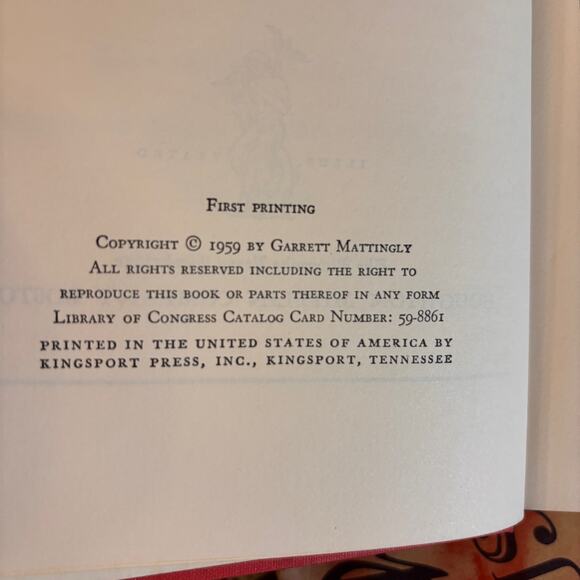 First printing
Copyright © 1959 by Garrett Mattingly
All rights reserved including the right to
reproduce this book or parts thereof in any form
Library of Congress Catalog Card Number: 59-8861
PRINTED IN THE UNITED STATES OF AMERICA BY
KINGSPORT PRESS, INC., KINGSPORT, TENNESSEE